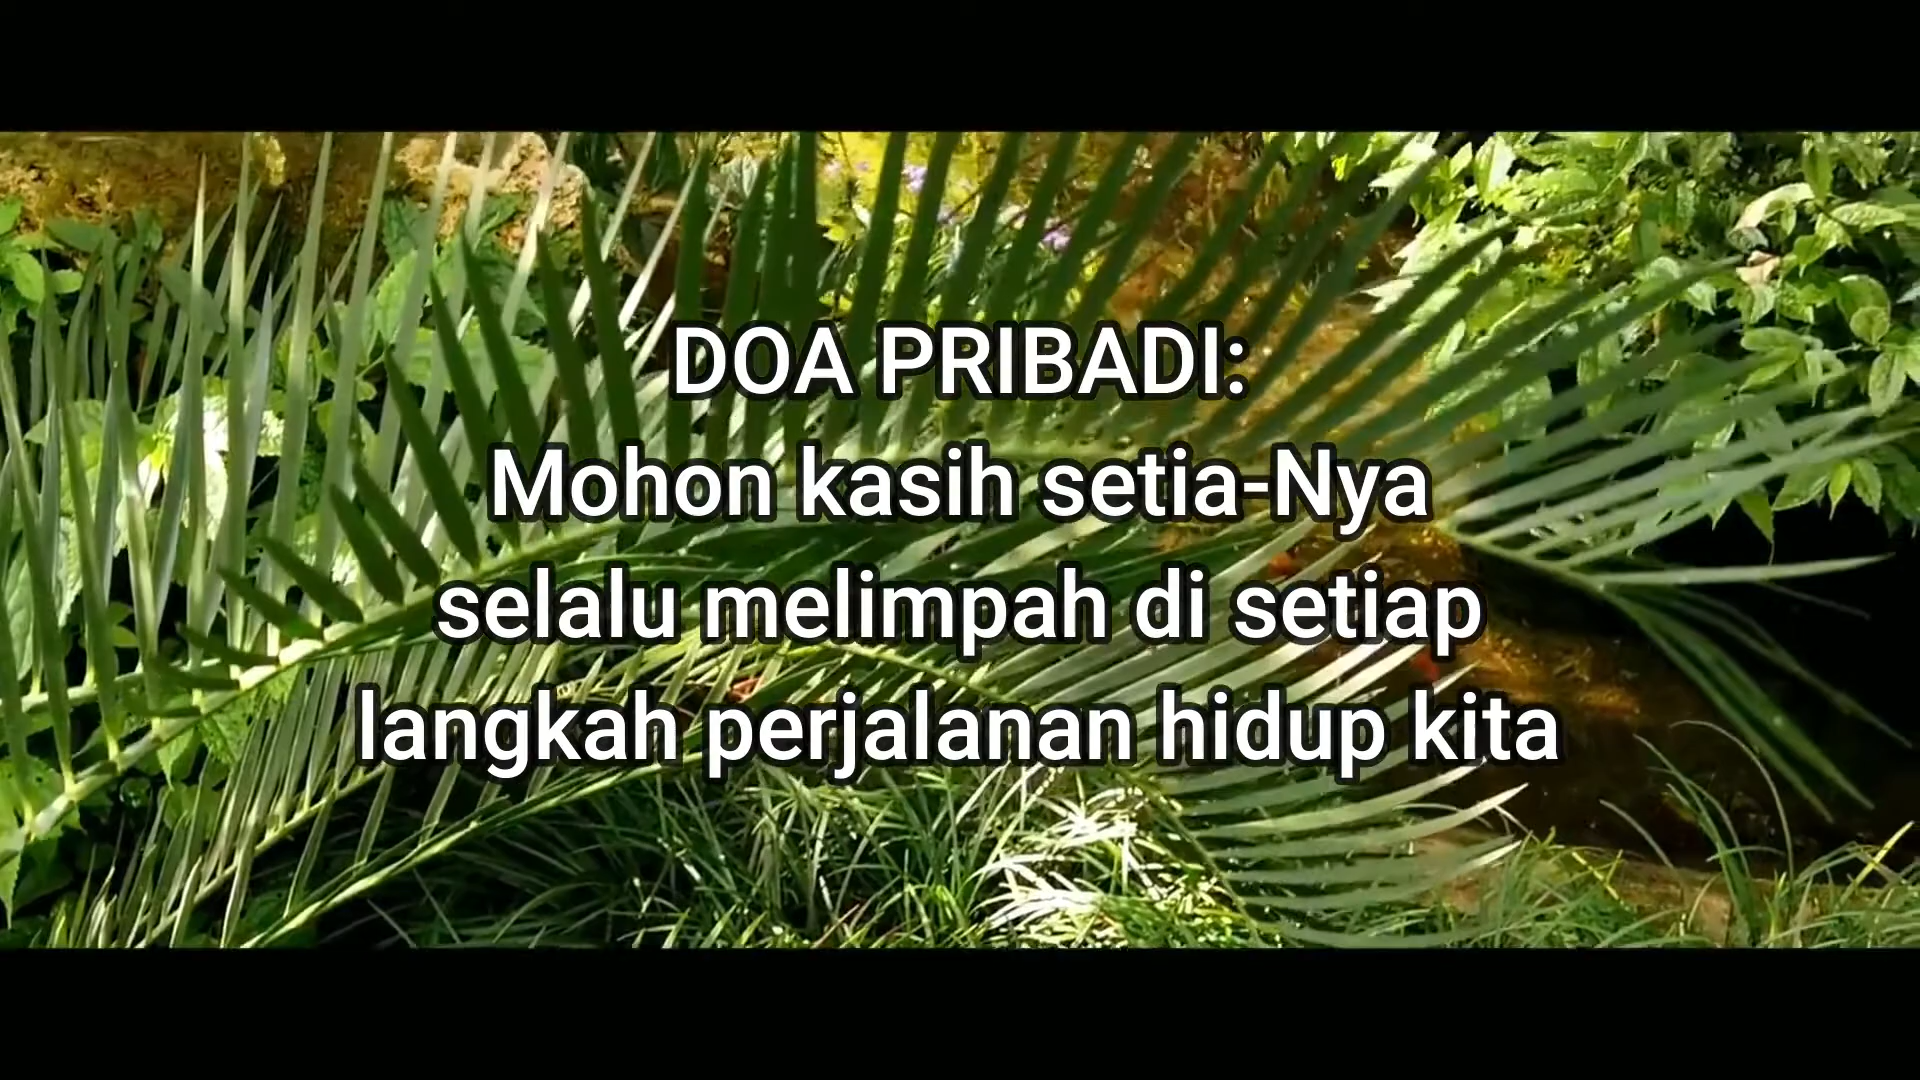 DOA PRIBADI:
Mohon kasih setia-Nya
selalu melimpah di setiap
langkah perjalanan hidup kita